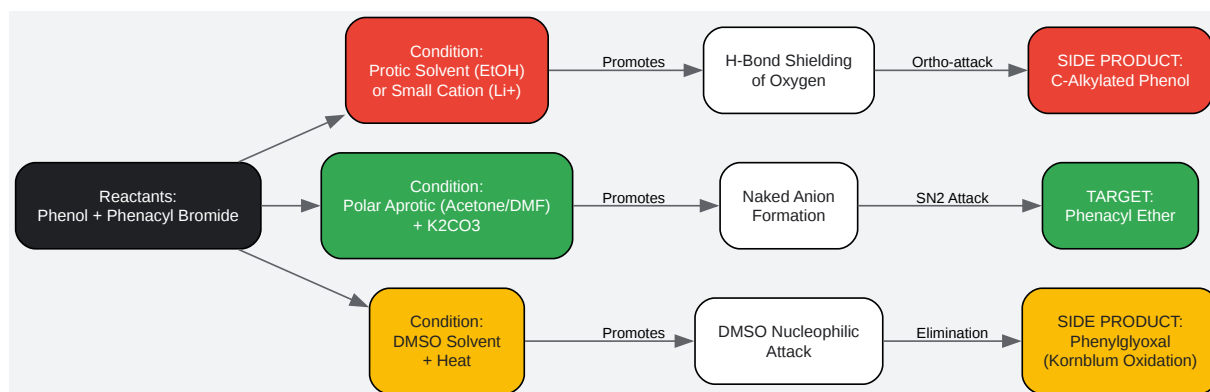 Condition:
Protic Solvent (EtOH)
or Small Cation (Li+)
Promotes
H-Bond Shielding
of Oxygen
Ortho-attack
SIDE PRODUCT:
C-Alkylated Phenol
Reactants:
Phenol + Phenacyl Bromide
Condition:
Polar Aprotic (Acetone/DMF)
+ K2CO3
Promotes
Naked Anion
Formation
SN2 Attack
TARGET:
Phenacyl Ether
Condition:
DMSO Solvent
+ Heat
Promotes
DMSO Nucleophilic
Attack
Elimination
SIDE PRODUCT:
Phenylglyoxal
(Kornblum Oxidation)